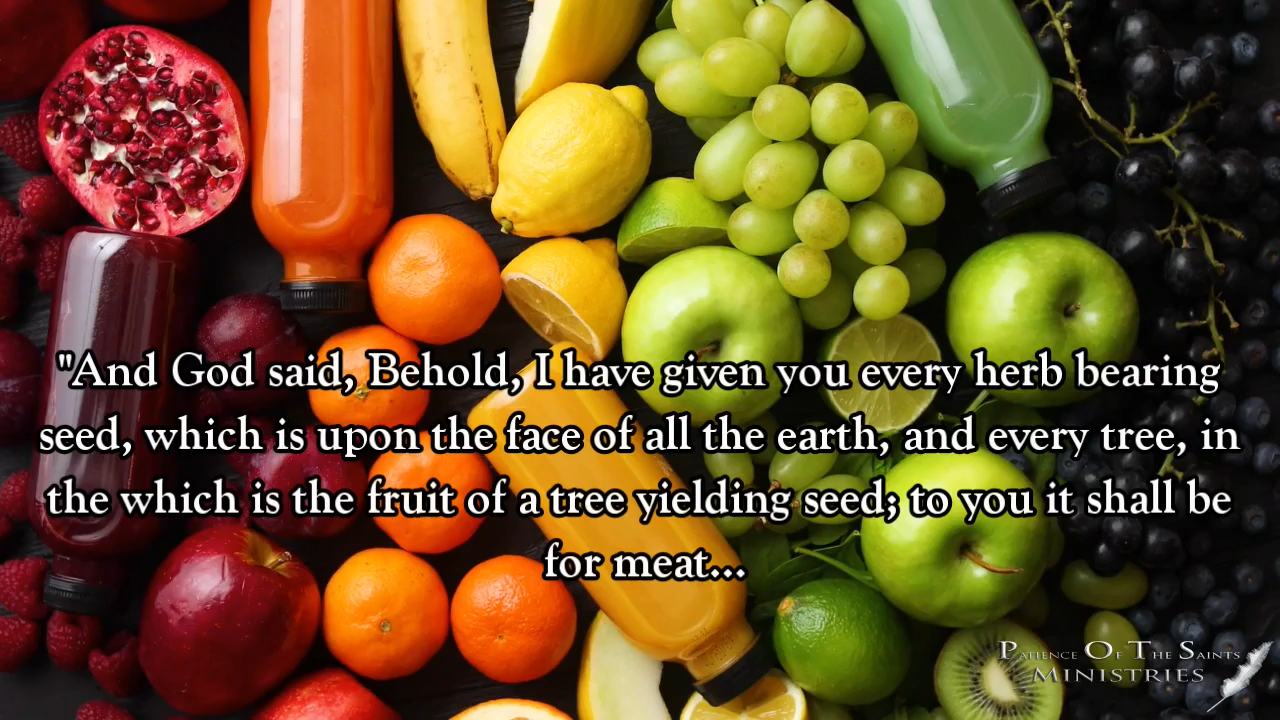 "And God said, Behold, I have given you every herb bearing
seed, which is upon the face of all the earth, and every tree, in
the which is the fruit of a tree yielding seed; to you it shall be
for meat...
Patience Of The Saints
Ministries